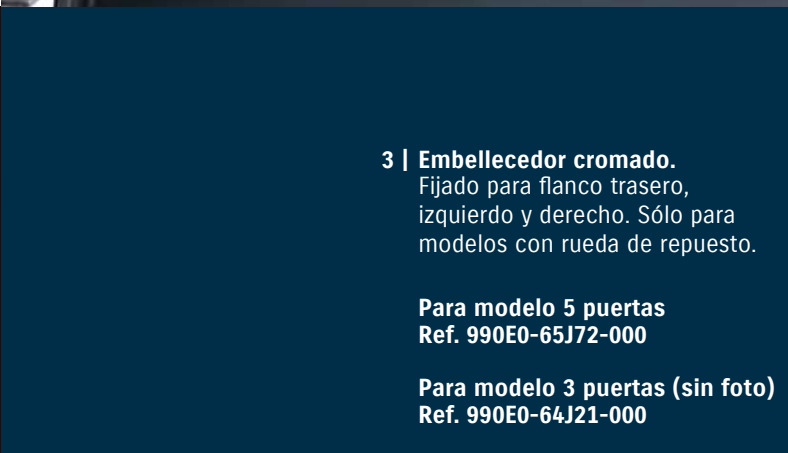 3 | Embellecedor cromado.
Fijado para flanco trasero,
izquierdo y derecho. Sólo para
modelos con rueda de repuesto.
Para modelo 5 puertas
Ref. 990E0-65J72-000
Para modelo 3 puertas (sin foto)
Ref. 990E0-64J21-000